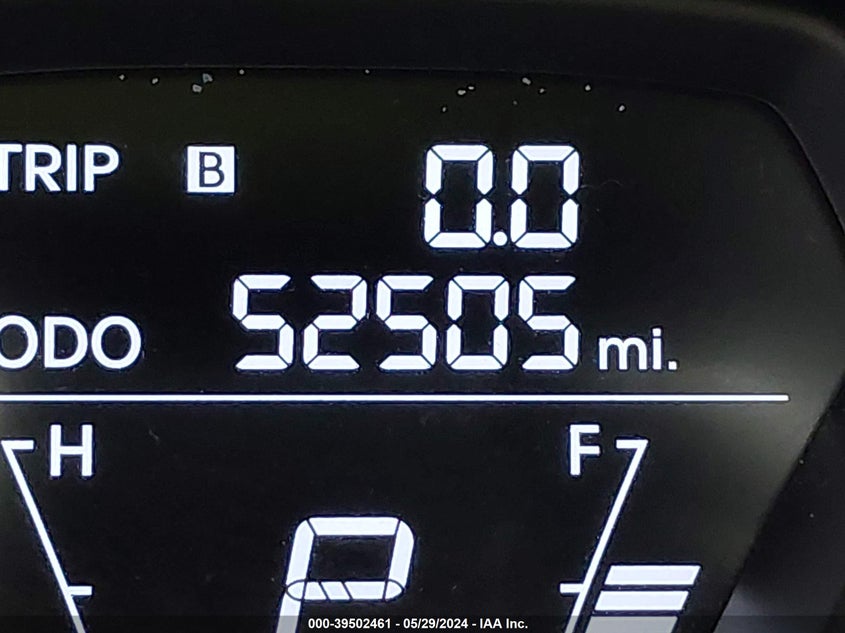 TRIP B 0.0
ODO 52505 mi.
H F
P
000-39502461 - 05/29/2024 - IAA Inc.